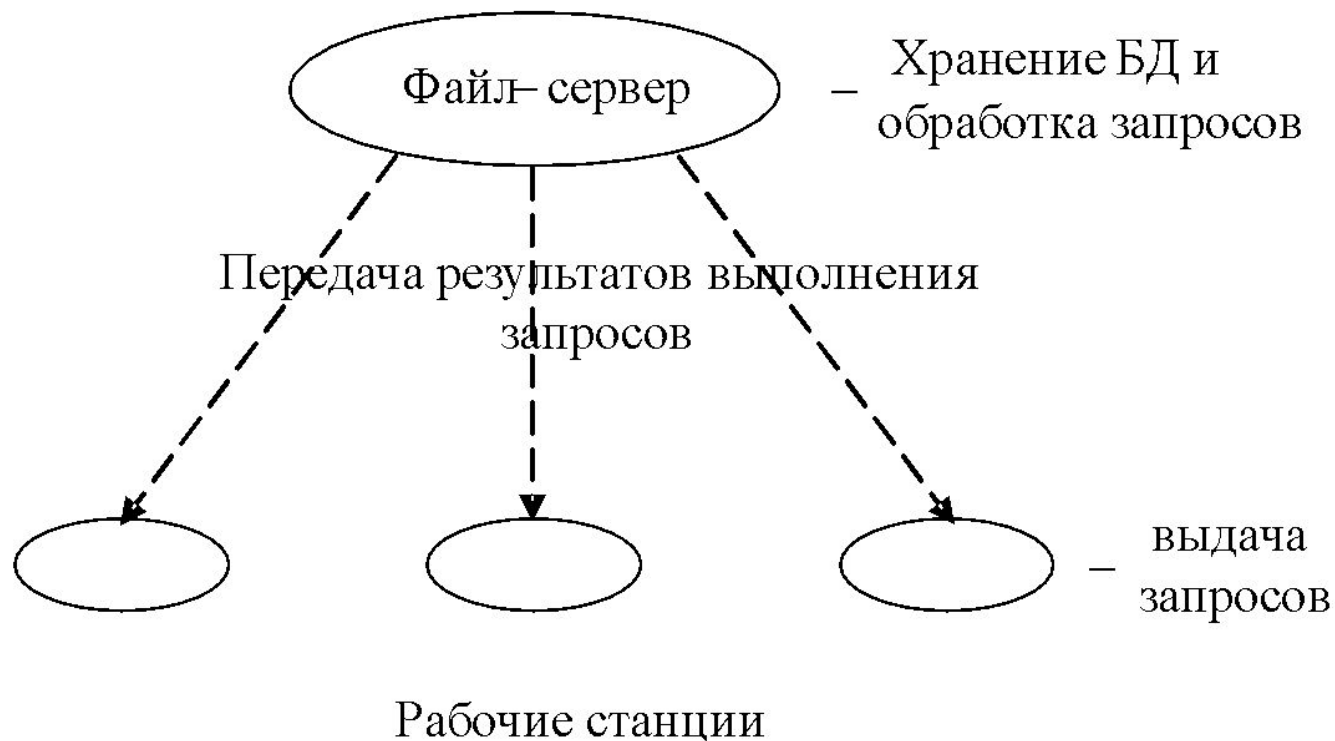 Файл– сервер
– Хранение БД и
обработка запросов
Передача результатов выполнения
запросов
– выдача
запросов
Рабочие станции